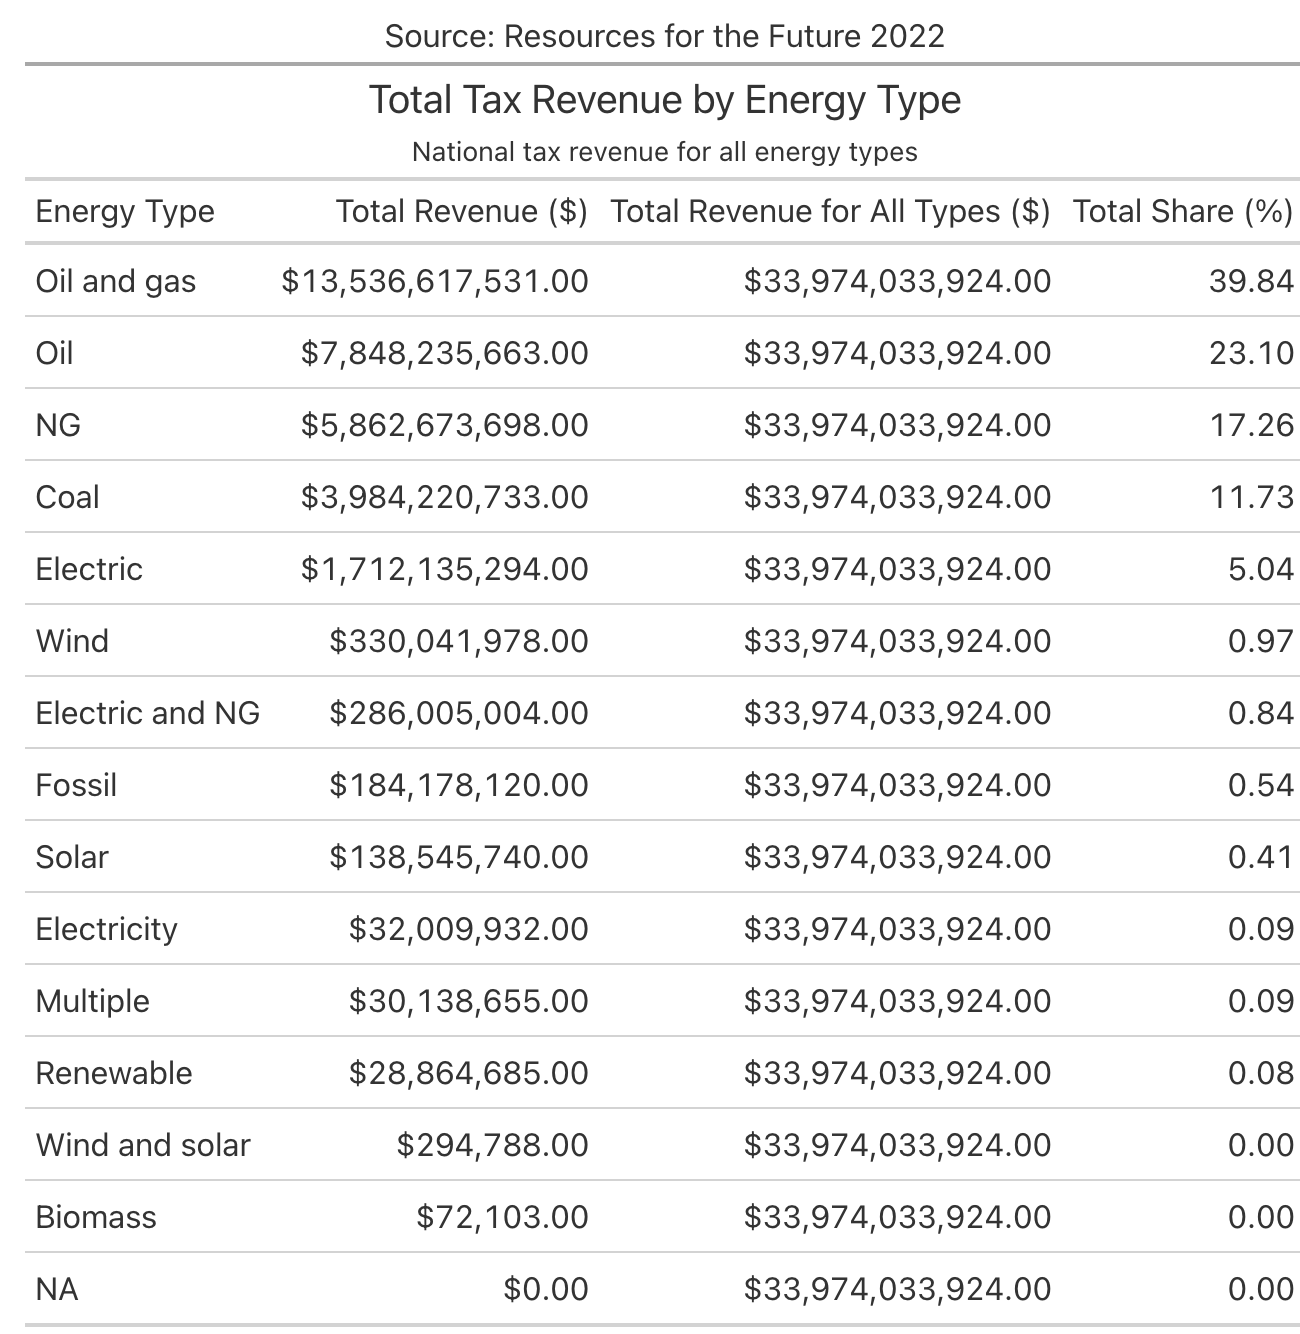 Source: Resources for the Future 2022
Total Tax Revenue by Energy Type
National tax revenue for all energy types
Energy Type Total Revenue ($) Total Revenue for All Types ($) Total Share (%)
Oil and gas $13,536,617,531.00 $33,974,033,924.00 39.84
Oil $7,848,235,663.00 $33,974,033,924.00 23.10
NG $5,862,673,698.00 $33,974,033,924.00 17.26
Coal $3,984,220,733.00 $33,974,033,924.00 11.73
Electric $1,712,135,294.00 $33,974,033,924.00 5.04
Wind $330,041,978.00 $33,974,033,924.00 0.97
Electric and NG $286,005,004.00 $33,974,033,924.00 0.84
Fossil $184,178,120.00 $33,974,033,924.00 0.54
Solar $138,545,740.00 $33,974,033,924.00 0.41
Electricity $32,009,932.00 $33,974,033,924.00 0.09
Multiple $30,138,655.00 $33,974,033,924.00 0.09
Renewable $28,864,685.00 $33,974,033,924.00 0.08
Wind and solar $294,788.00 $33,974,033,924.00 0.00
Biomass $72,103.00 $33,974,033,924.00 0.00
NA $0.00 $33,974,033,924.00 0.00